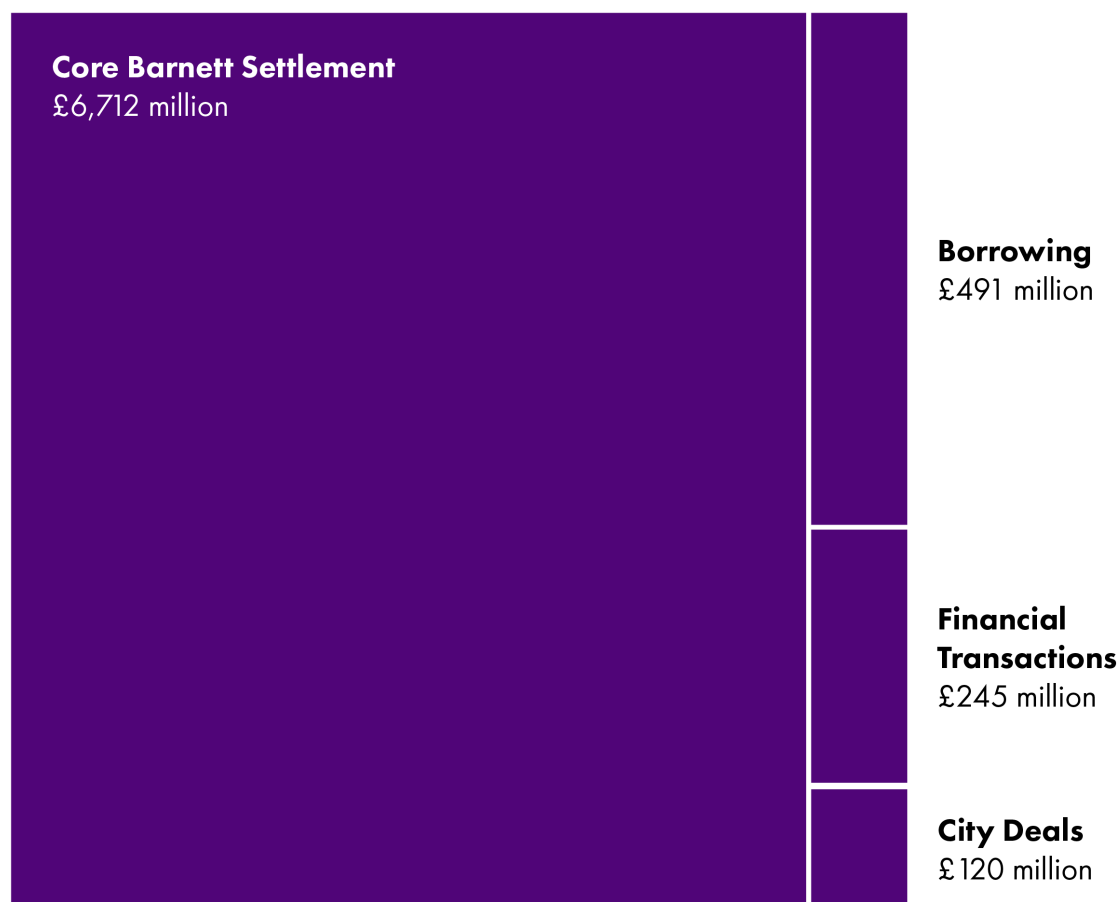 Core Barnett Settlement
£6,712 million
Borrowing
£491 million
Financial
Transactions
£245 million
City Deals
£120 million